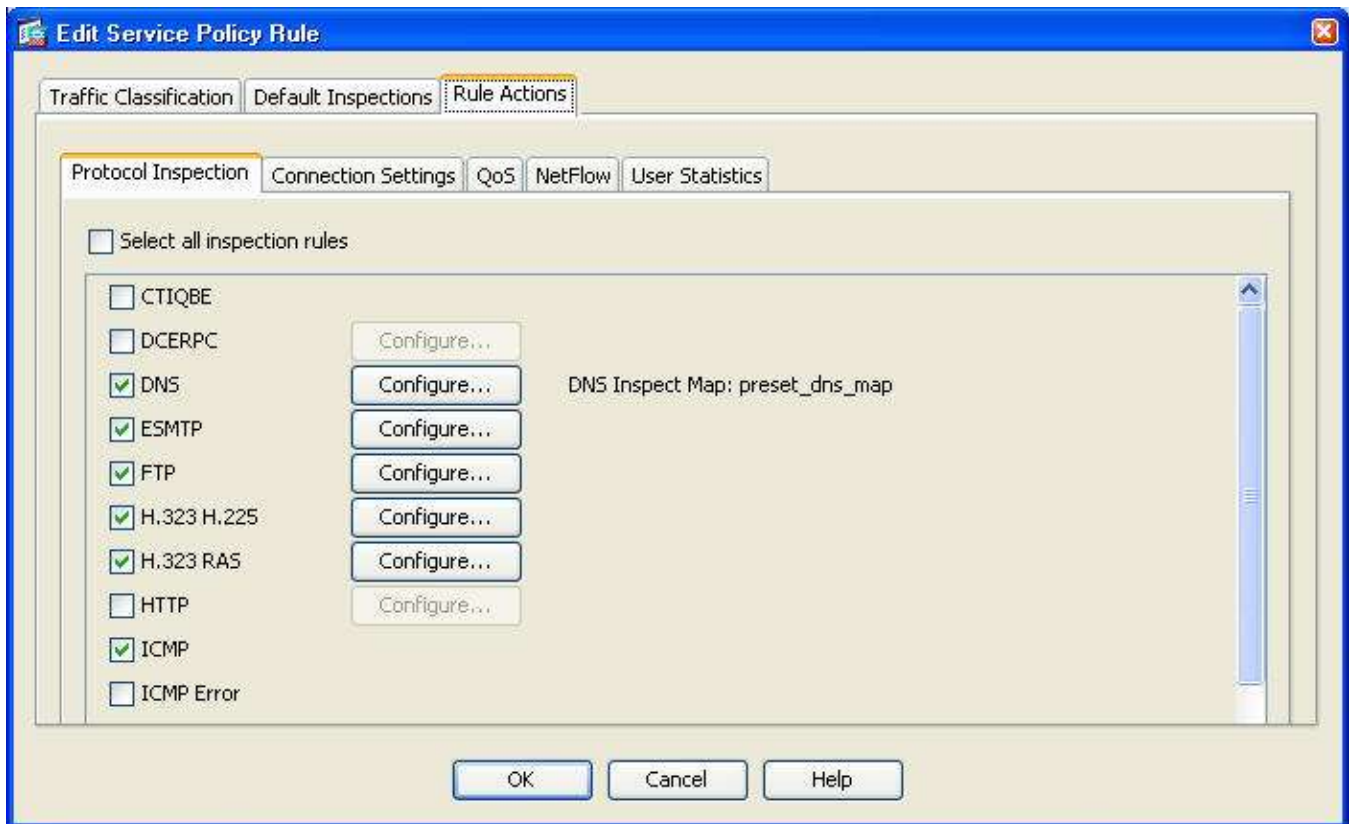 Edit Service Policy Rule
Traffic Classification Default Inspections Rule Actions
Protocol Inspection Connection Settings QoS NetFlow User Statistics
Select all inspection rules
CTIQBE
DCERPC Configure...
DNS Configure... DNS Inspect Map: preset_dns_map
ESMTP Configure...
FTP Configure...
H.323 H.225 Configure...
H.323 RAS Configure...
HTTP Configure...
ICMP
ICMP Error
OK Cancel Help